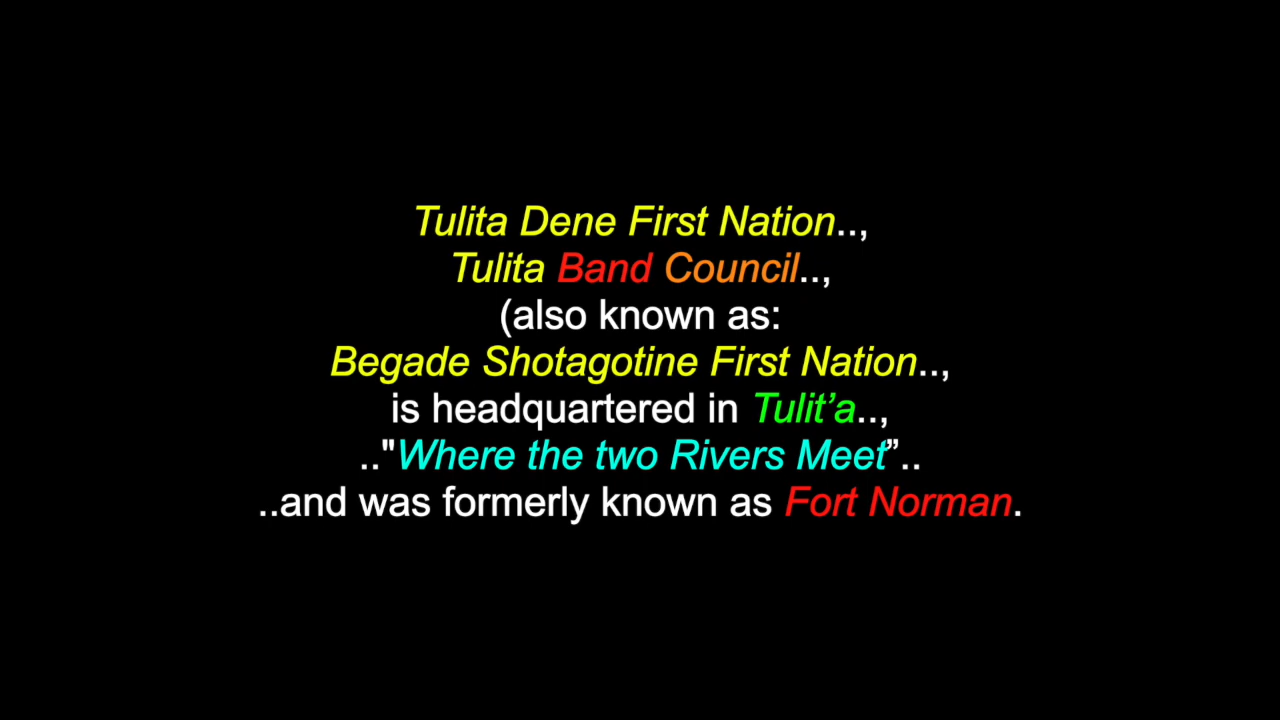 Tulita Dene First Nation..,
Tulita Band Council..,
(also known as:
Begade Shotagotine First Nation..,
is headquartered in Tulit’a..,
.."Where the two Rivers Meet”..
..and was formerly known as Fort Norman.